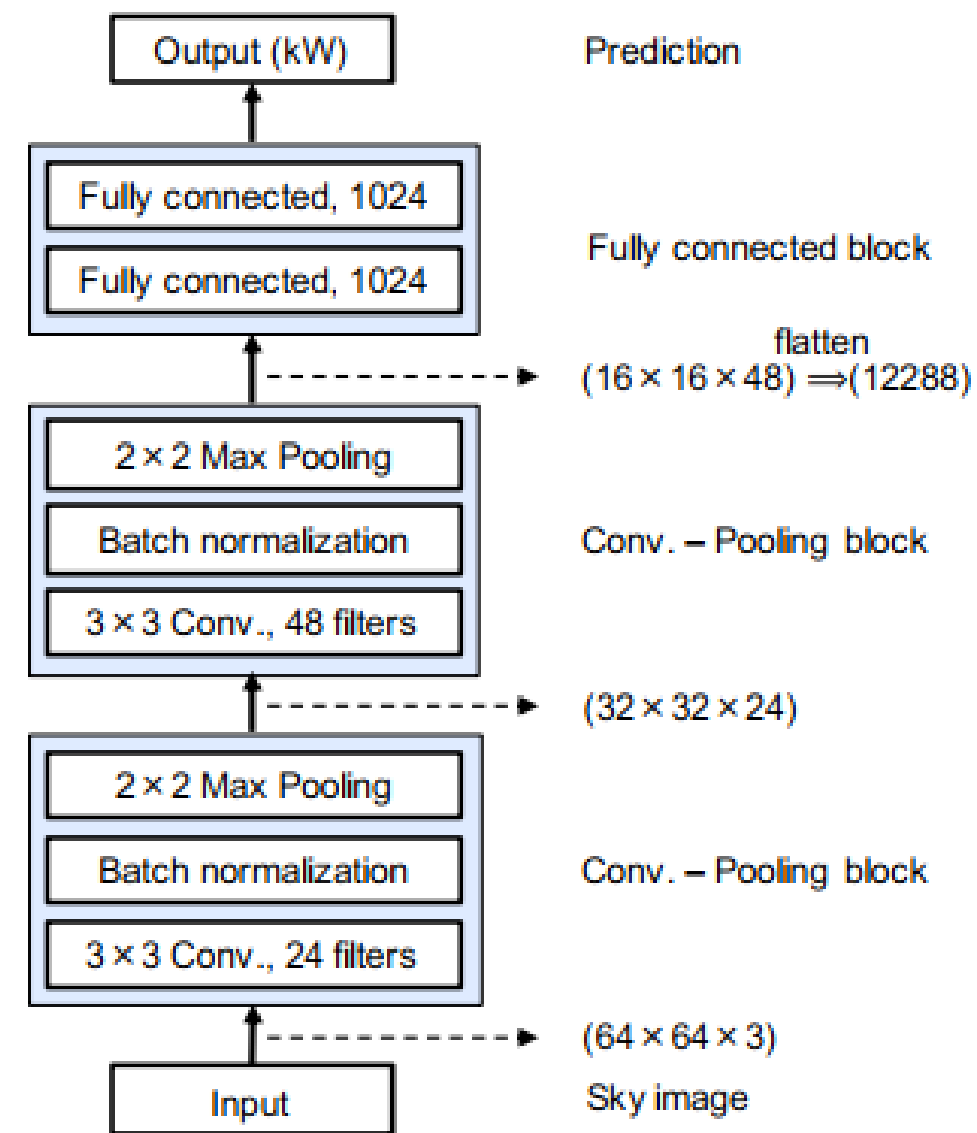 Output (kW) Prediction
Fully connected, 1024
Fully connected, 1024
Fully connected block
flatten
(16 × 16 × 48) ⟹(12288)
2 × 2 Max Pooling
Batch normalization Conv. – Pooling block
3 × 3 Conv., 48 filters
(32 × 32 × 24)
2 × 2 Max Pooling
Batch normalization Conv. – Pooling block
3 × 3 Conv., 24 filters
(64 × 64 × 3)
Input Sky image